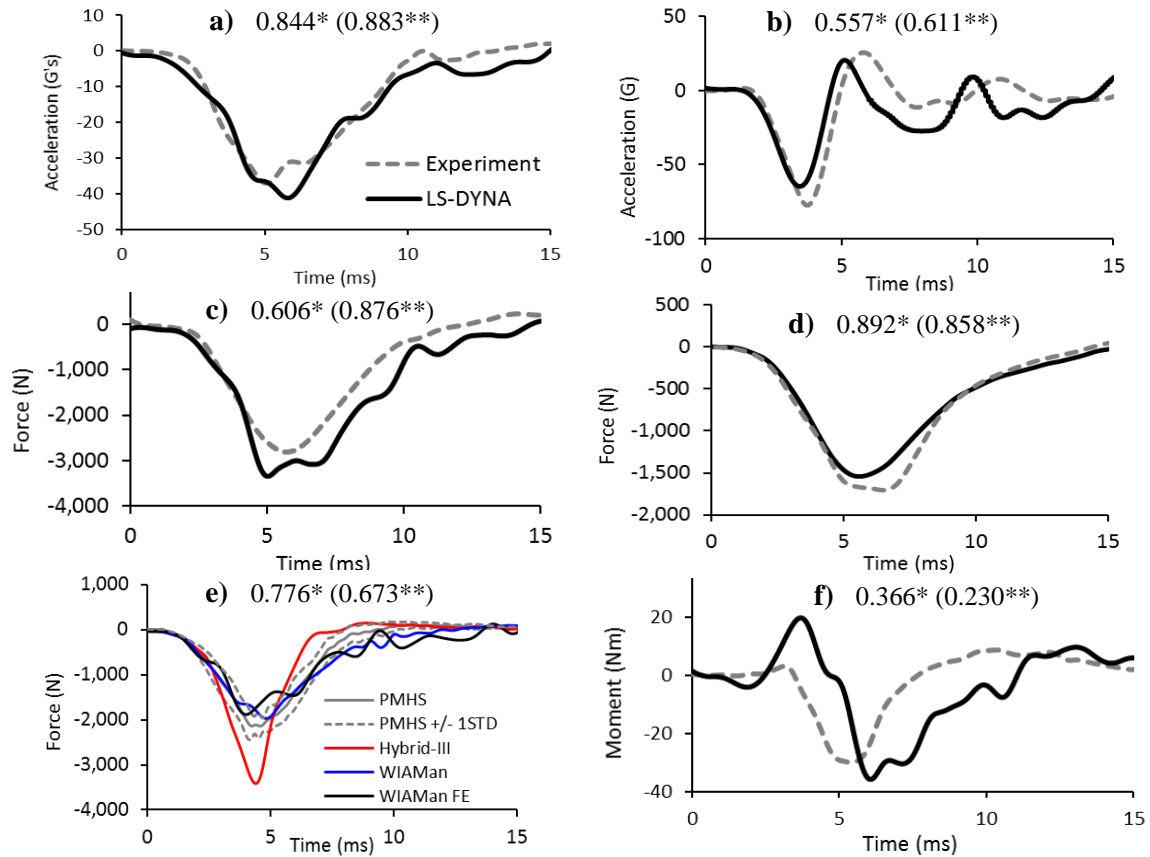 a) 0.844* (0.883**)
10
0
-10
-20
-30
-40
-50
Acceleration (G's)
Experiment
LS-DYNA
0 5 10 15
Time (ms)
b) 0.557* (0.611**)
50
0
-50
-100
Acceleration (G)
0 5 10 15
Time (ms)
c) 0.606* (0.876**)
0
-1,000
-2,000
-3,000
-4,000
Force (N)
0 5 10 15
Time (ms)
d) 0.892* (0.858**)
500
0
-500
-1,000
-1,500
-2,000
Force (N)
0 5 10 15
Time (ms)
e) 0.776* (0.673**)
1,000
0
-1,000
-2,000
-3,000
-4,000
Force (N)
PMHS
PMHS +/- 1STD
Hybrid-III
WIAMan
WIAMan FE
0 5 10 15
Time (ms)
f) 0.366* (0.230**)
20
0
-20
-40
Moment (Nm)
0 5 10 15
Time (ms)